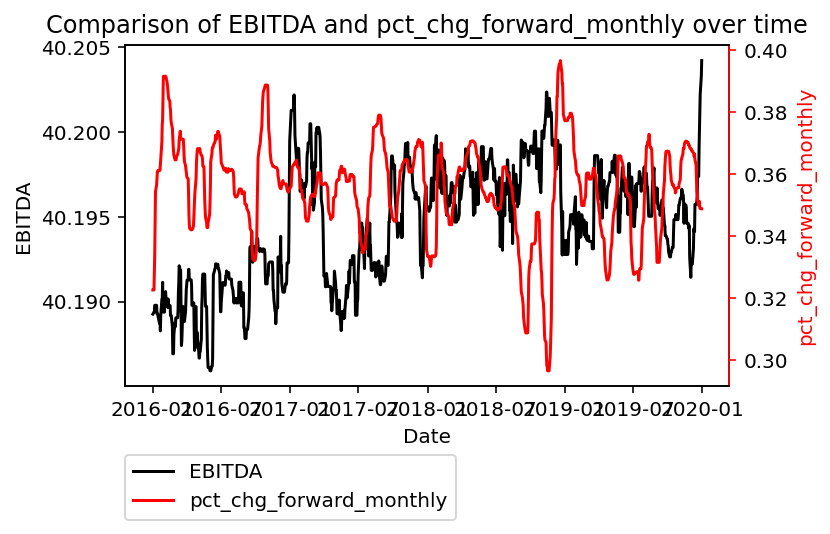 Comparison of EBITDA and pct_chg_forward_monthly over time
40.205
40.200
40.195
40.190
EBITDA
0.40
0.38
0.36
0.34
0.32
0.30
pct_chg_forward_monthly
2016-01 2016-07 2017-01 2017-07 2018-01 2018-07 2019-01 2019-07 2020-01
Date
EBITDA
pct_chg_forward_monthly